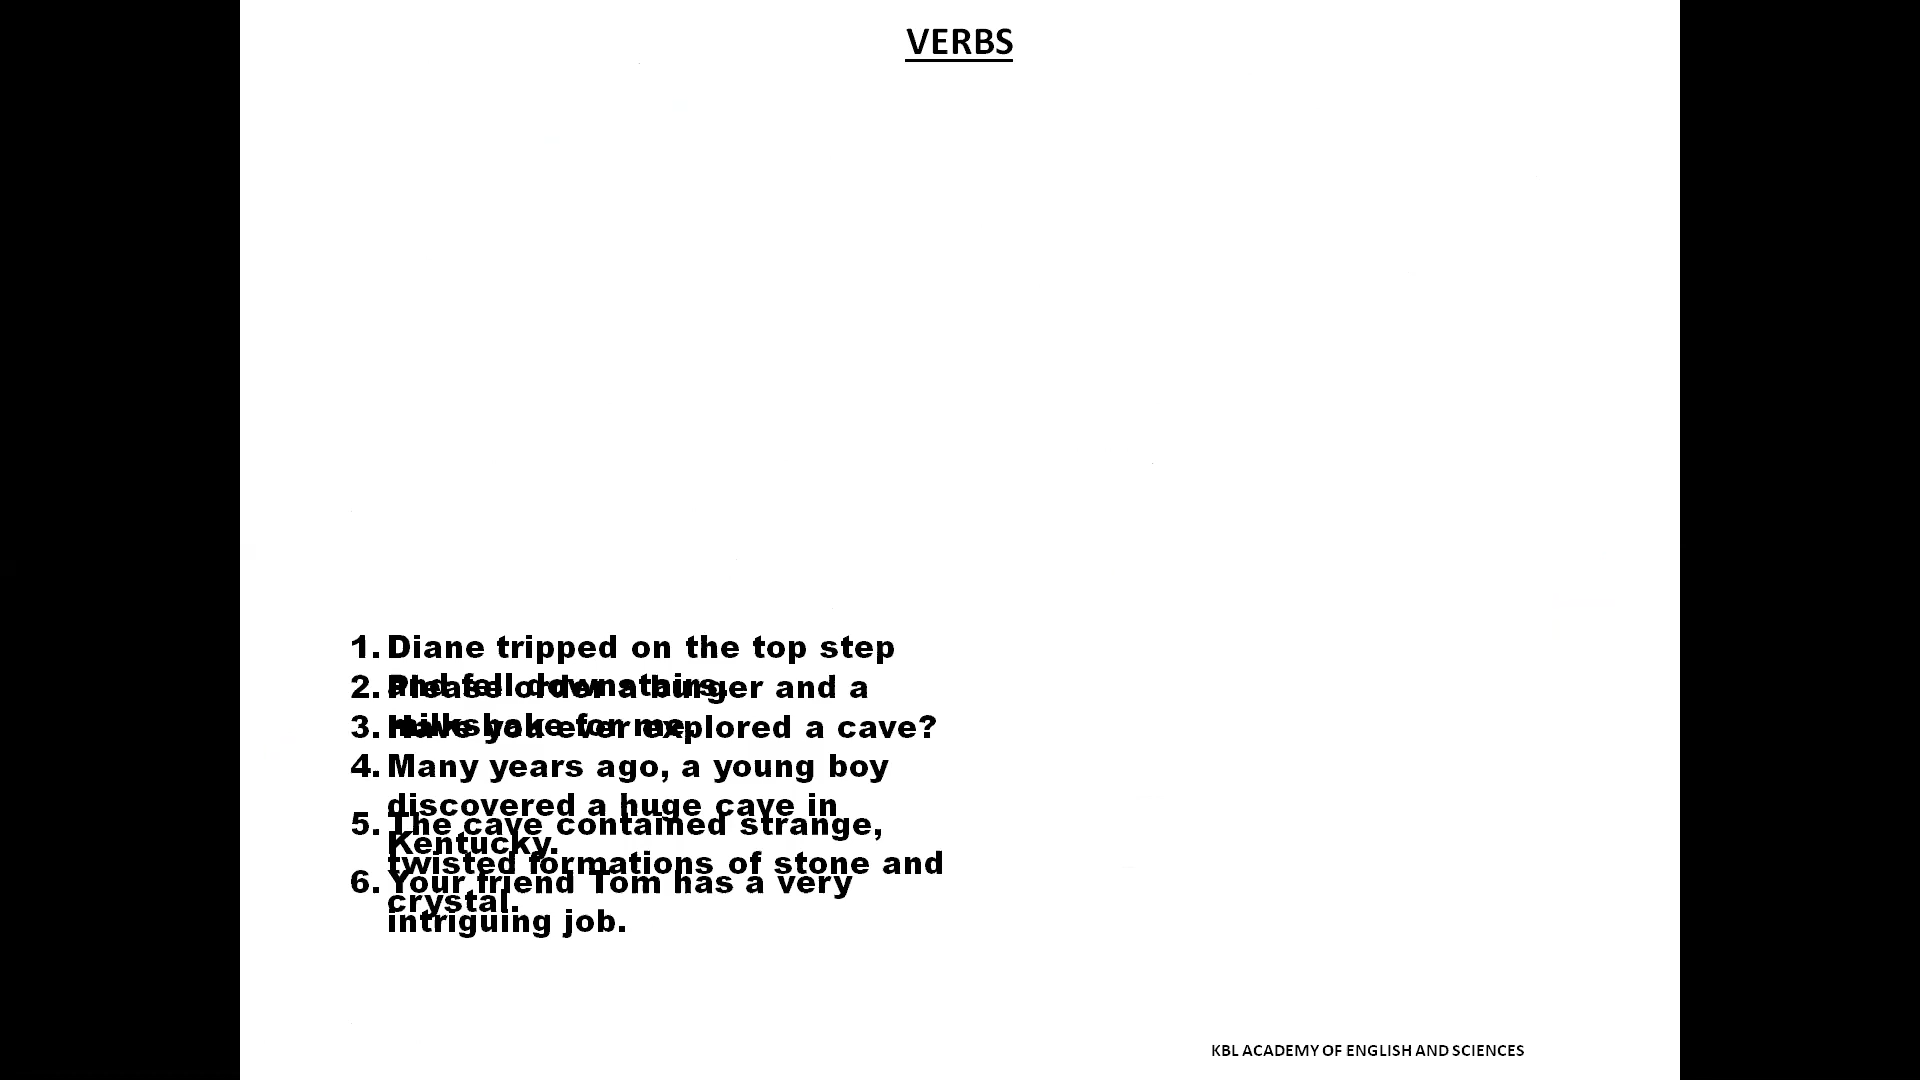 VERBS
1. Diane tripped on the top step
and fell downstairs.
2. Please order a burger and a
milkshake for me.
3. Have you ever explored a cave?
4. Many years ago, a young boy
discovered a huge cave in
Kentucky.
5. The cave contained strange,
twisted formations of stone and
crystal.
6. Your friend Tom has a very
intriguing job.
KBL ACADEMY OF ENGLISH AND SCIENCES